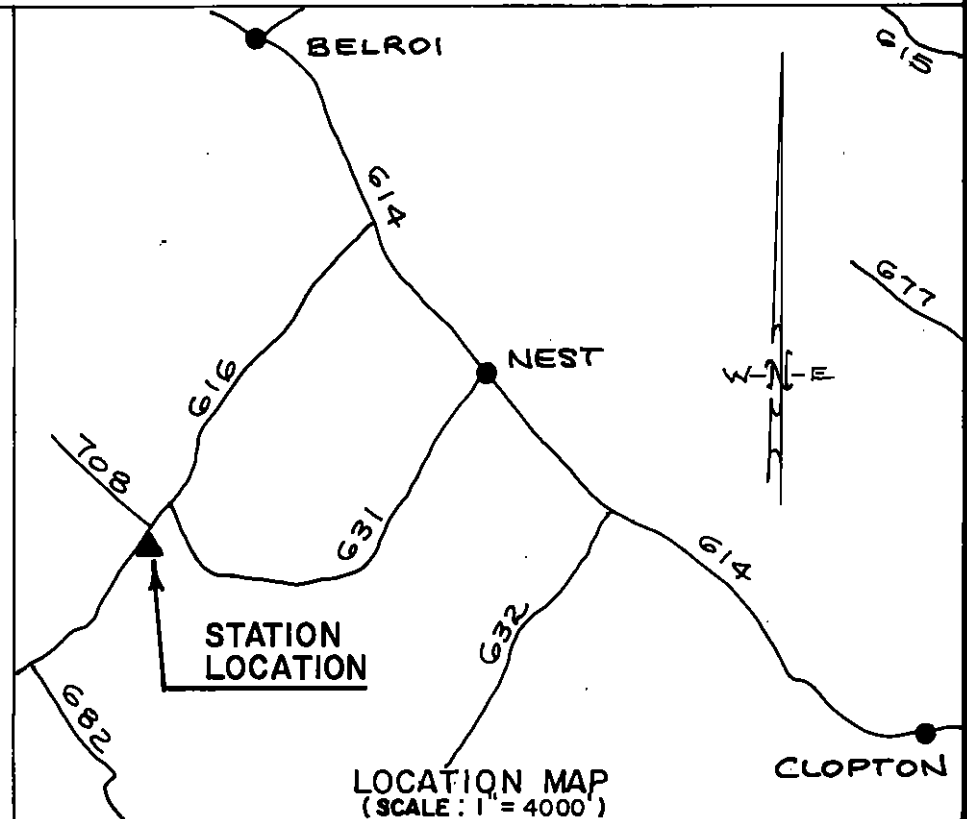 BELROI
615
614
677
NEST
W-N-E
616
708
631
614
632
STATION
LOCATION
682
CLOPTON
LOCATION MAP
(SCALE: 1" = 4000')